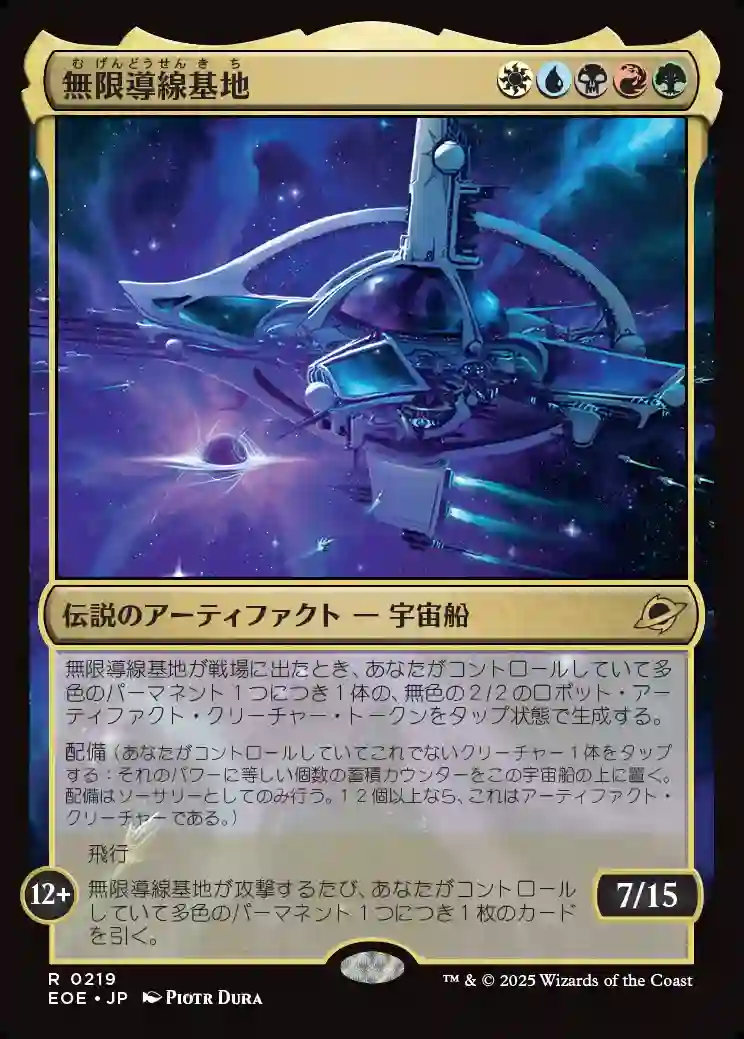 むげんどうせんきち
無限導線基地
伝説のアーティファクト — 宇宙船
無限導線基地が戦場に出たとき、あなたがコントロールしていて多
色のパーマネント1つにつき1体の、無色の2/2のロボット・アー
ティファクト・クリーチャー・トークンをタップ状態で生成する。
配備(あなたがコントロールしていてこれでないクリーチャー1体をタップ
する:それのパワーに等しい個数の蓄積カウンターをこの宇宙船の上に置く。
配備はソーサリーとしてのみ行う。12個以上なら、これはアーティファクト・
クリーチャーである。)
飛行
12+
無限導線基地が攻撃するたび、あなたがコントロール
していて多色のパーマネント1つにつき1枚のカード
を引く。
7/15
R 0219
EOE • JP Piotr Dura
™ & © 2025 Wizards of the Coast